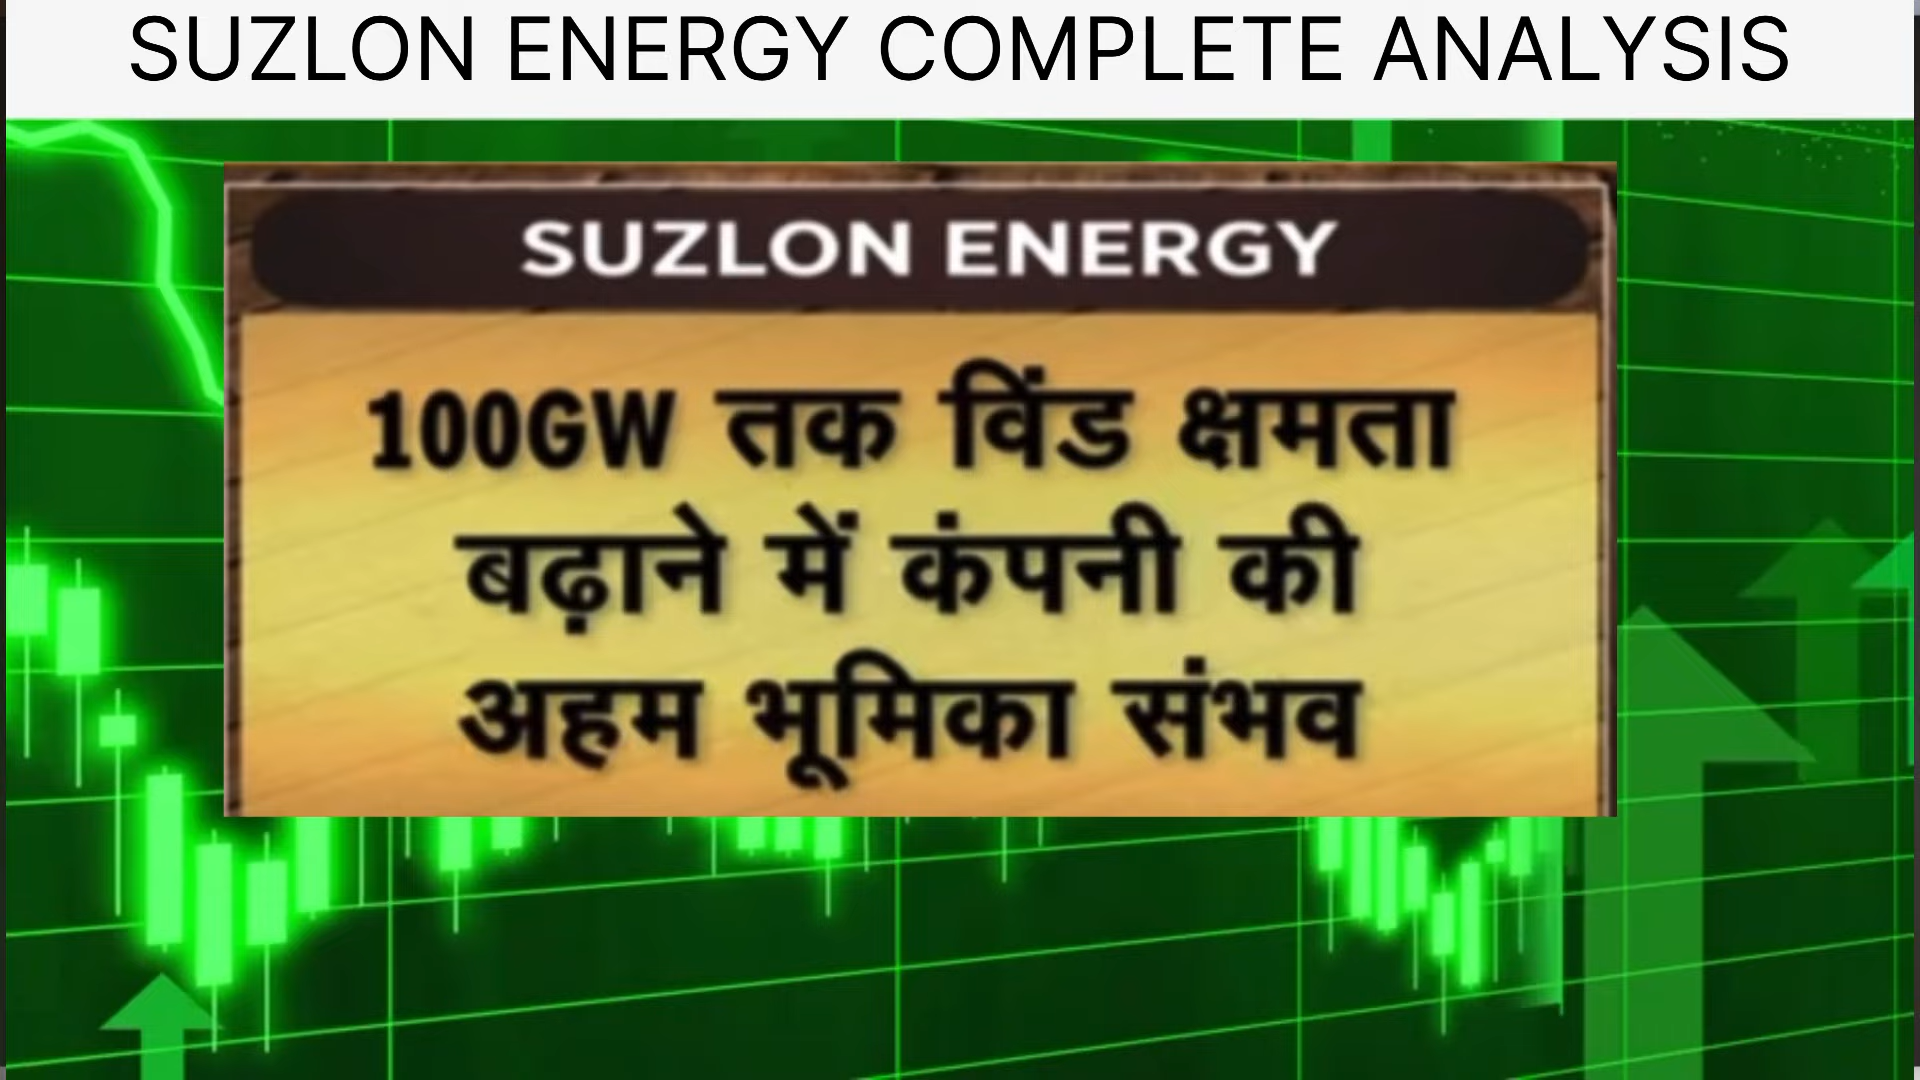 SUZLON ENERGY COMPLETE ANALYSIS
SUZLON ENERGY
100GW तक विंड क्षमता
बढ़ाने में कंपनी की
अहम भूमिका संभव